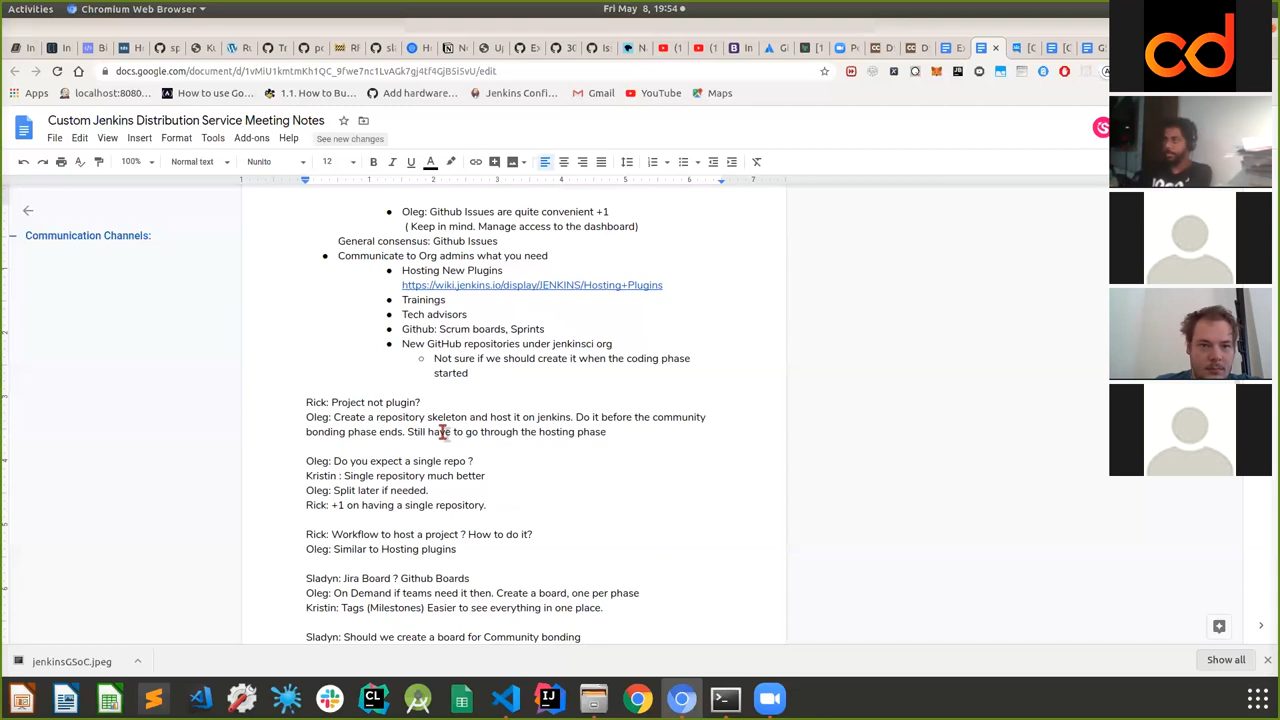 Activities
Chromium Web Browser
Fri May 8, 19:54
docs.google.com/document/d/1vMlU1kmtmKh1QC_9fwe7nc1LvAGk7gj4tf4GjSi5vU/edit
Apps
localhost:8080...
How to use Go...
1.1. How to Bu...
Add hardware...
Jenkins Confi...
Gmail
YouTube
Maps
Custom Jenkins Distribution Service Meeting Notes
File Edit View Insert Format Tools Add-ons Help
See new changes
100%
Normal text
Nunito
12
Communication Channels:
Oleg: Github Issues are quite convenient +1
( Keep in mind. Manage access to the dashboard)
General consensus: Github Issues
Communicate to Org admins what you need
Hosting New Plugins
https://wiki.jenkins.io/display/JENKINS/Hosting+Plugins
Trainings
Tech advisors
Github: Scrum boards, Sprints
New GitHub repositories under jenkinsci org
Not sure if we should create it when the coding phase
started
Rick: Project not plugin?
Oleg: Create a repository skeleton and host it on jenkins. Do it before the community
bonding phase ends. Still have to go through the hosting phase
Oleg: Do you expect a single repo ?
Kristin : Single repository much better
Oleg: Split later if needed.
Rick: +1 on having a single repository.
Rick: Workflow to host a project ? How to do it?
Oleg: Similar to Hosting plugins
Sladyn: Jira Board ? Github Boards
Oleg: On Demand if teams need it then. Create a board, one per phase
Kristin: Tags (Milestones) Easier to see everything in one place.
Sladyn: Should we create a board for Community bonding
jenkinsGSoC.jpeg
Show all
cd